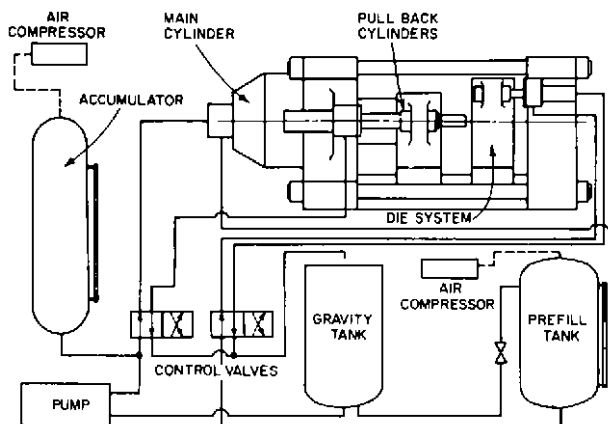 AIR
COMPRESSOR
MAIN
CYLINDER
PULL BACK
CYLINDERS
ACCUMULATOR
DIE SYSTEM
AIR
COMPRESSOR
GRAVITY
TANK
PREFILL
TANK
CONTROL VALVES
PUMP